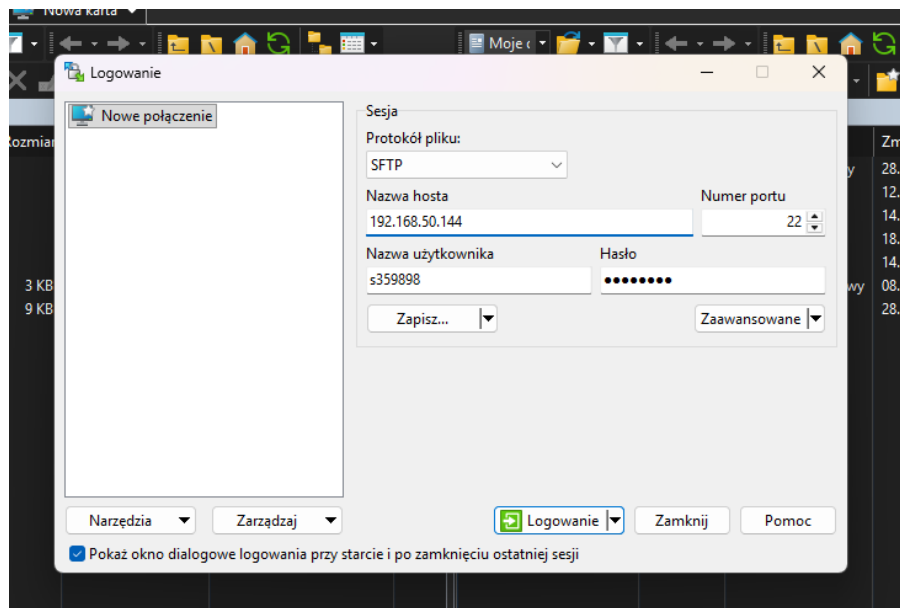 Nowa karta
Moje
Logowanie
Nowe połączenie
Sesja
Protokół pliku:
SFTP
Nazwa hosta
Numer portu
192.168.50.144
22
Nazwa użytkownika
Hasło
s359898
••••••••
Zapisz...
Zaawansowane
Narzędzia
Zarządzaj
Logowanie
Zamknij
Pomoc
Pokaż okno dialogowe logowania przy starcie i po zamknięciu ostatniej sesji
3 KB
9 KB
28.
12.
14.
18.
14.
08.
28.